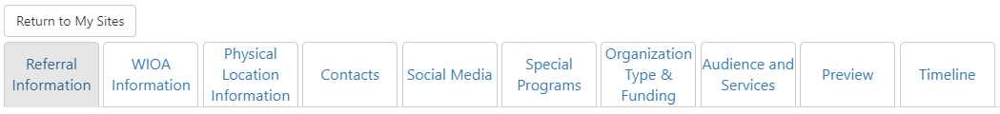 Return to My Sites
Referral
Information
WIOA
Information
Physical
Location
Information
Contacts
Social Media
Special
Programs
Organization
Type &
Funding
Audience and
Services
Preview
Timeline